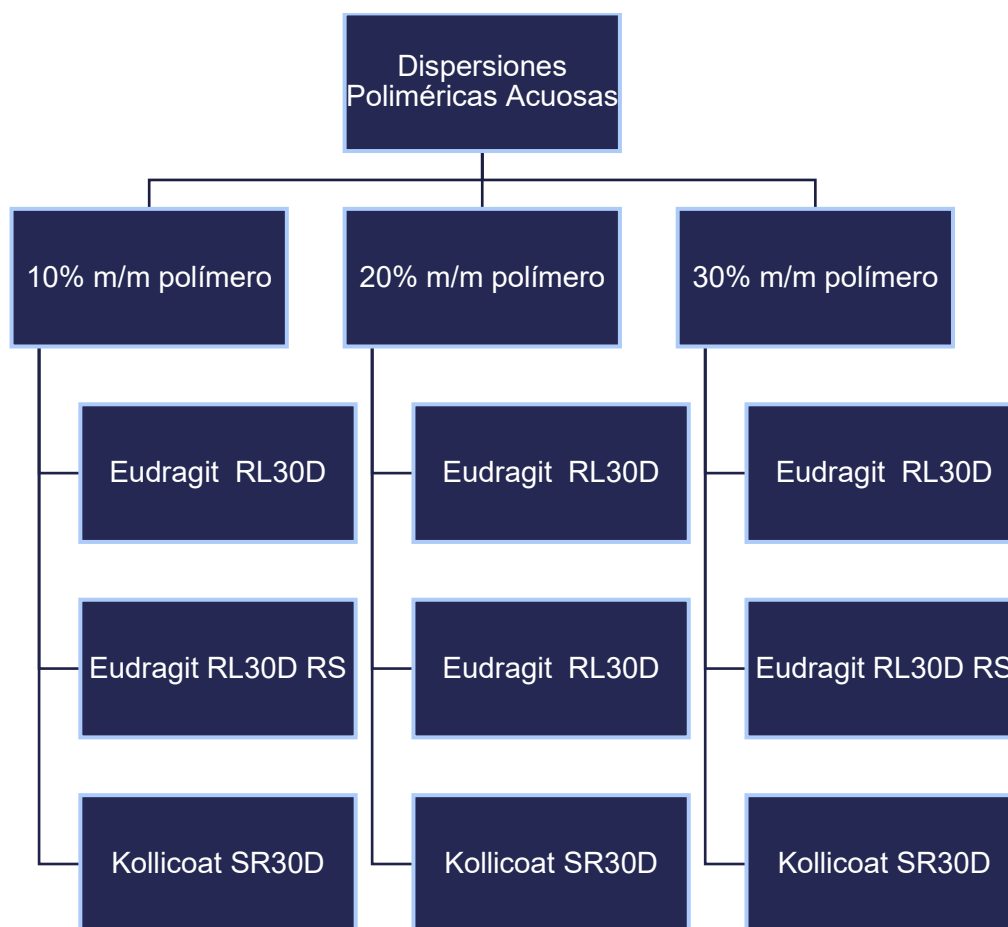 Dispersiones
Poliméricas Acuosas
10% m/m polímero
20% m/m polímero
30% m/m polímero
Eudragit RL30D
Eudragit RL30D
Eudragit RL30D
Eudragit RL30D RS
Eudragit RL30D
Eudragit RL30D RS
Kollicoat SR30D
Kollicoat SR30D
Kollicoat SR30D